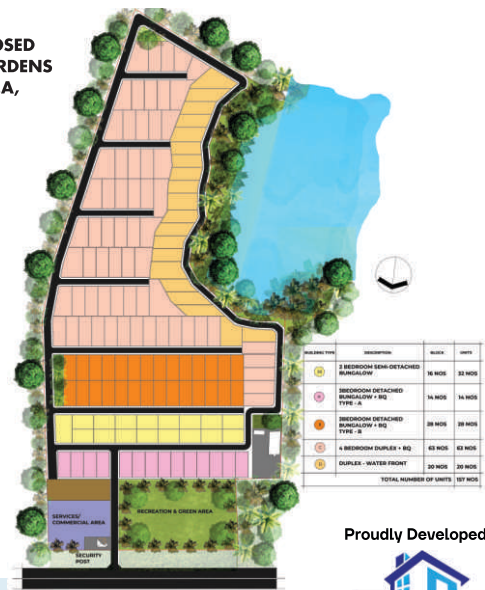 OSED
RDENS
A,
BUILDING TYPE DESCRIPTION BLOCK UNITS
2 BEDROOM SEMI-DETACHED
BUNGALOW
16 NOS 32 NOS
3BEDROOM DETACHED
BUNGALOW + BQ
TYPE - A
14 NOS 14 NOS
3BEDROOM DETACHED
BUNGALOW + BQ
TYPE - B
28 NOS 28 NOS
C 4 BEDROOM DUPLEX + BQ 63 NOS 63 NOS
D DUPLEX - WATER FRONT 20 NOS 20 NOS
TOTAL NUMBER OF UNITS 157 NOS
RECREATION & GREEN AREA
SERVICES/
COMMERCIAL AREA
SECURITY
POST
Proudly Developed